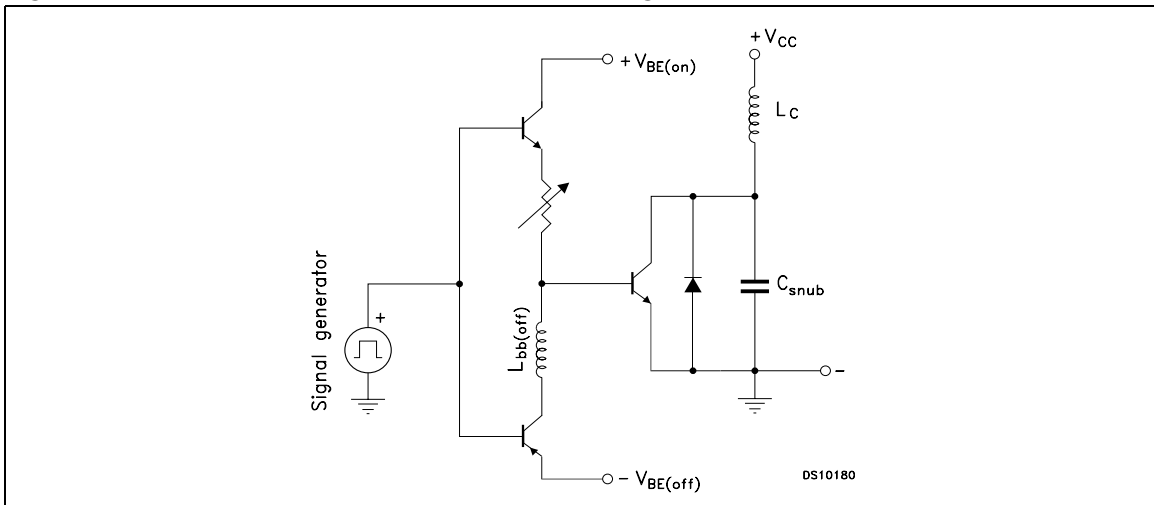 + VBE(on)
+ VCC
LC
Signal generator
+
Lbb(off)
Csnub
-
- VBE(off)
DS10180